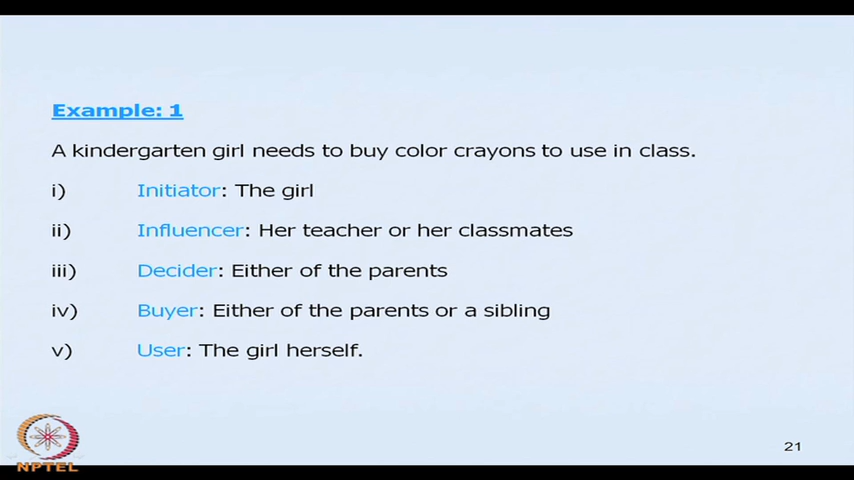 Example: 1
A kindergarten girl needs to buy color crayons to use in class.
i) Initiator: The girl
ii) Influencer: Her teacher or her classmates
iii) Decider: Either of the parents
iv) Buyer: Either of the parents or a sibling
v) User: The girl herself.
21
NPTEL